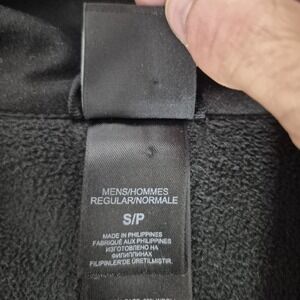 MENS/HOMMES
REGULAR/NORMALE
S/P
MADE IN PHILIPPINES
FABRIQUÉ AUX PHILIPPINES
ИЗГОТОВЛЕНО НА
ФИЛИППИНАХ
FILIPINLER'DE ÜRETILMIŞTIR.